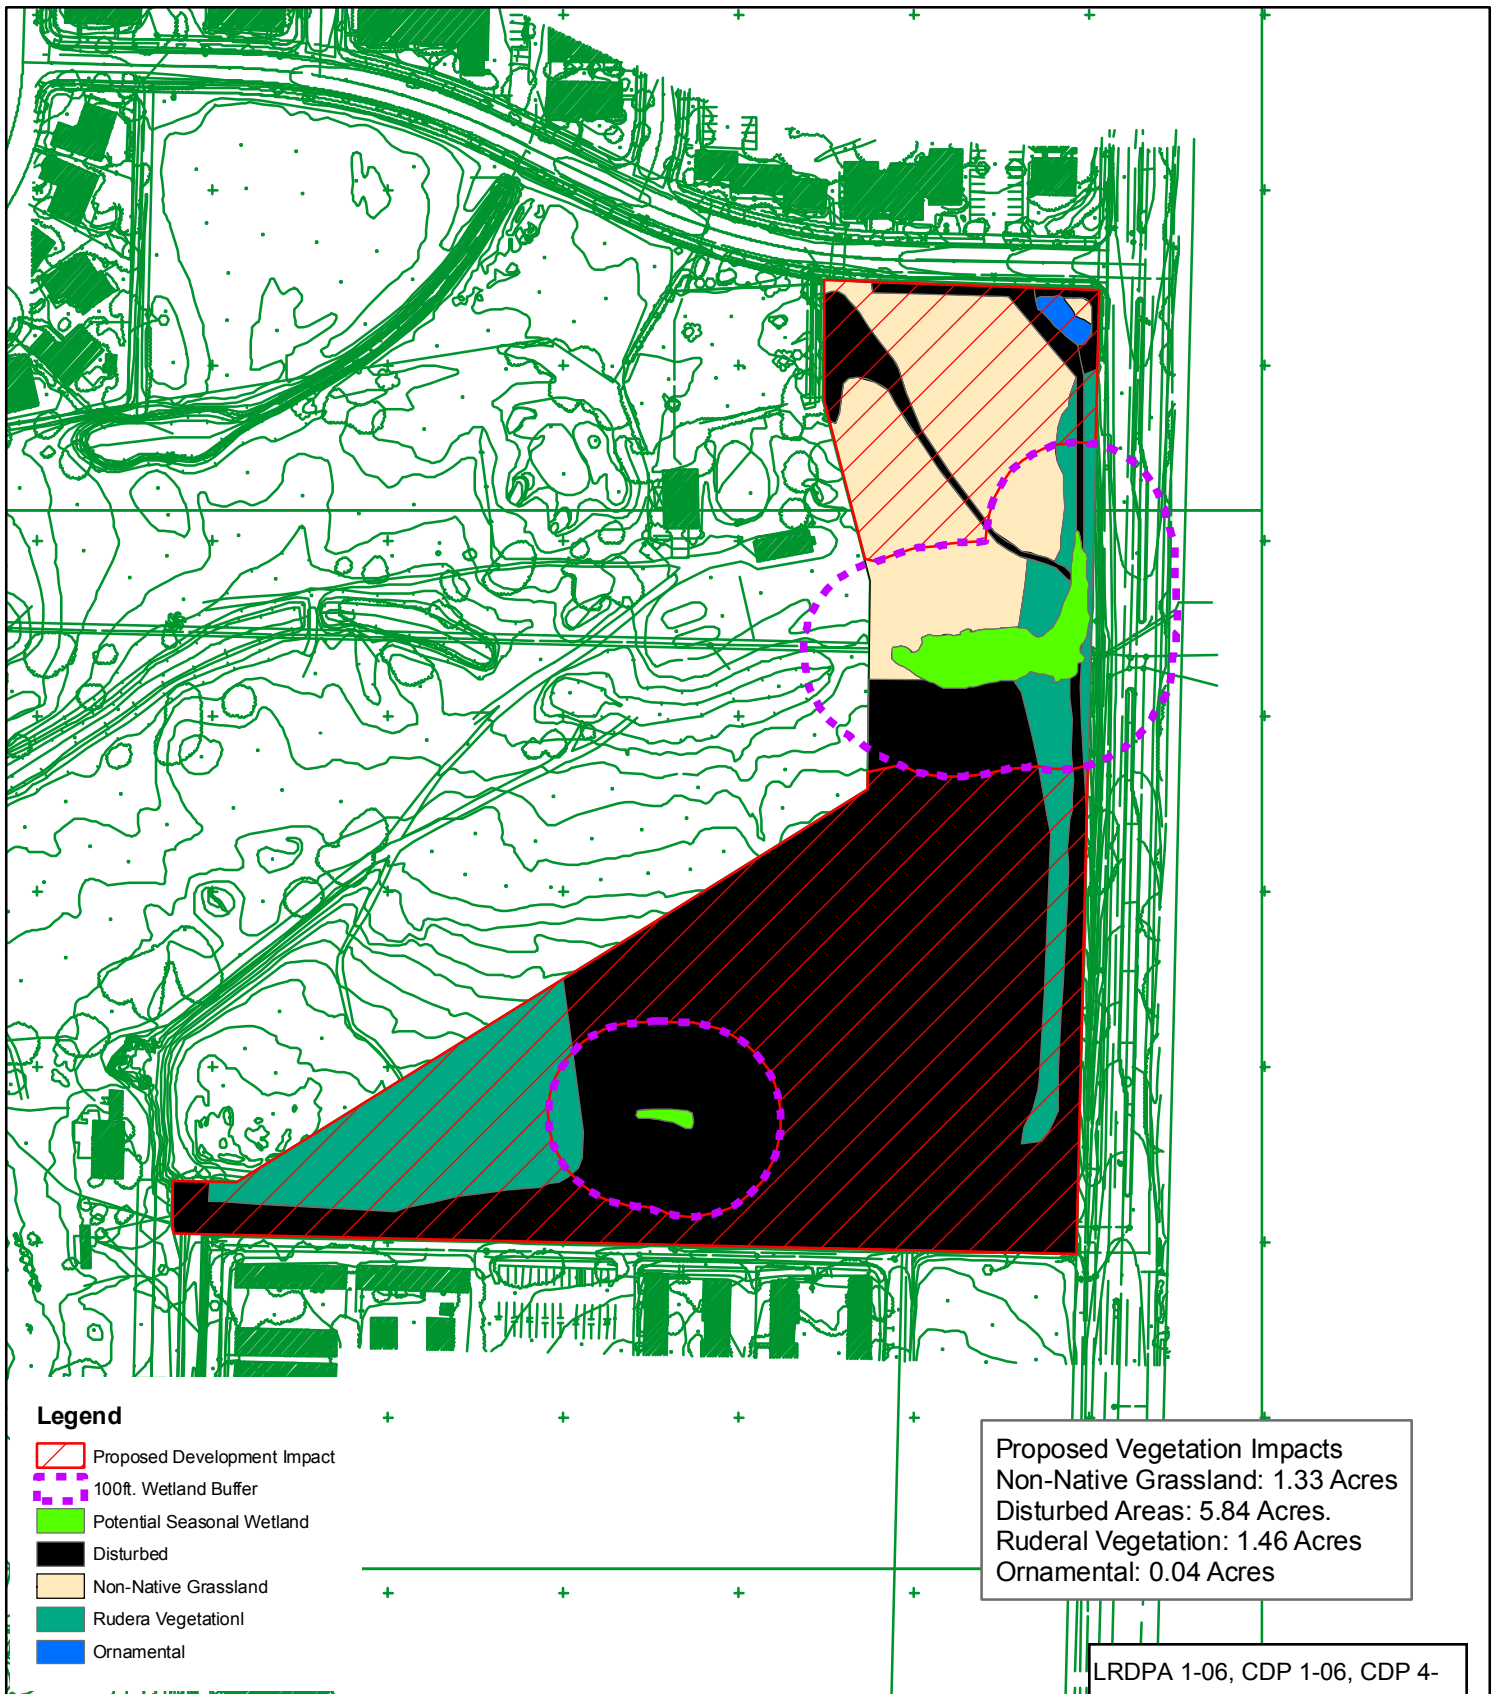 Legend
Proposed Development Impact
100ft. Wetland Buffer
Potential Seasonal Wetland
Disturbed
Non-Native Grassland
Rudera Vegetationl
Ornamental
Proposed Vegetation Impacts
Non-Native Grassland: 1.33 Acres
Disturbed Areas: 5.84 Acres.
Ruderal Vegetation: 1.46 Acres
Ornamental: 0.04 Acres
LRDPA 1-06, CDP 1-06, CDP 4-